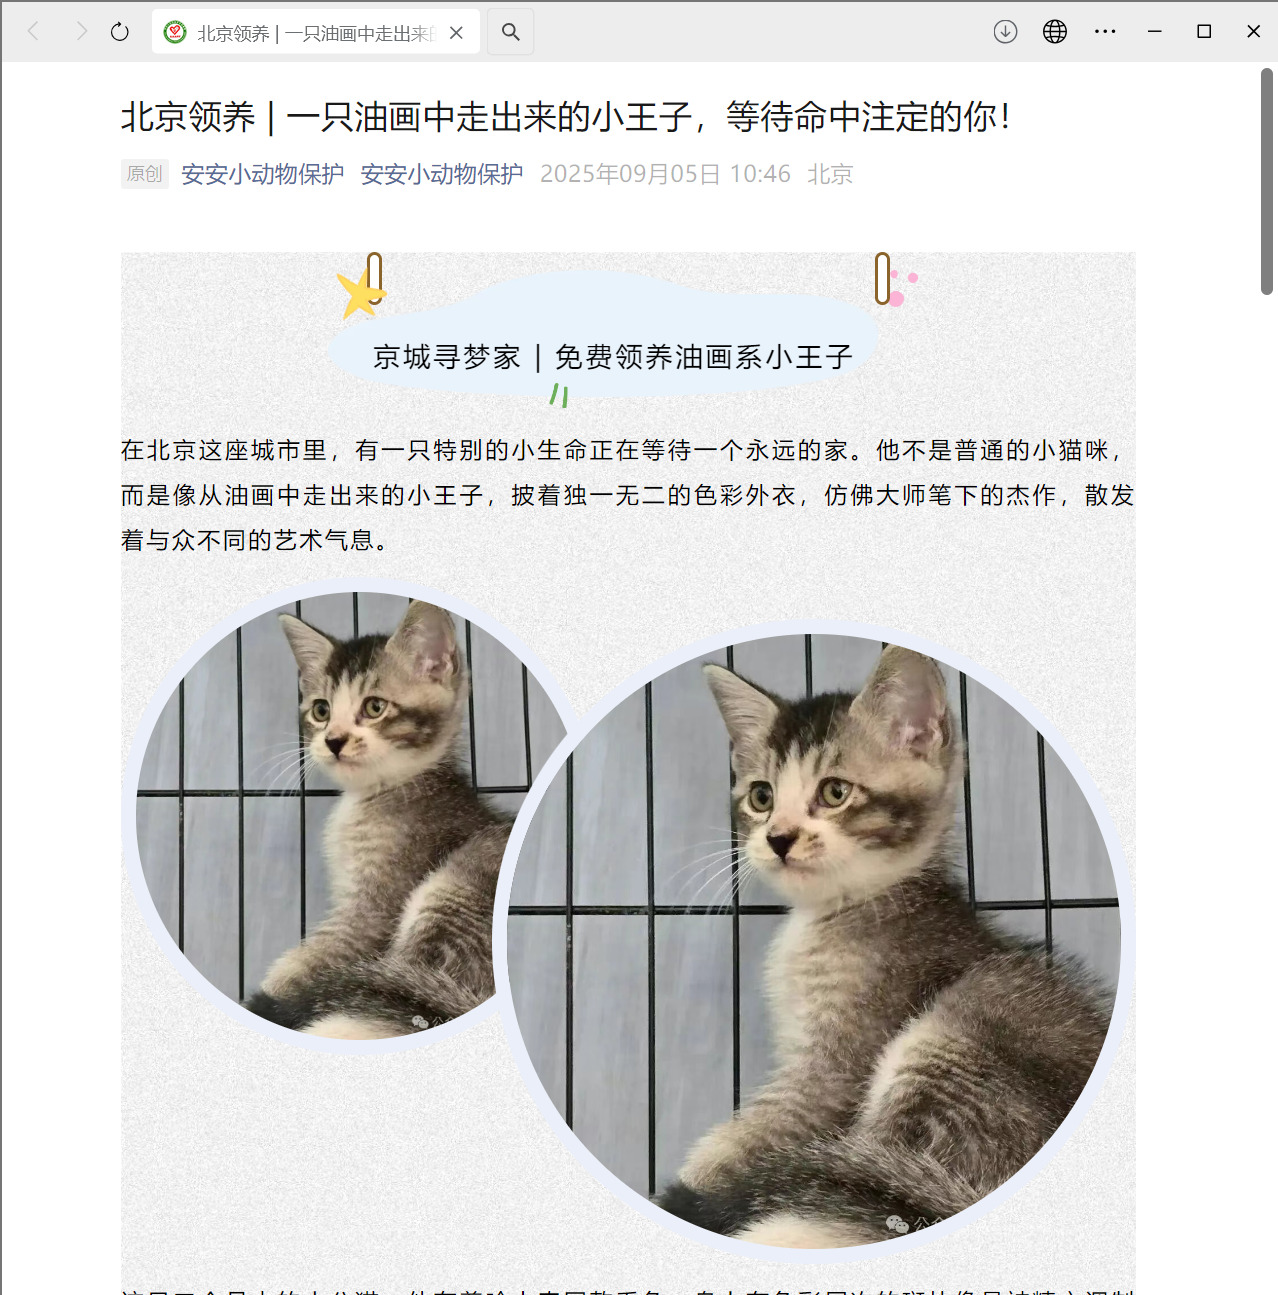 北京领养 | 一只油画中走出来的
北京领养 | 一只油画中走出来的小王子，等待命中注定的你！
原创 安安小动物保护 安安小动物保护 2025年09月05日 10:46 北京
京城寻梦家 | 免费领养油画系小王子
在北京这座城市里，有一只特别的小生命正在等待一个永远的家。他不是普通的小猫咪，
而是像从油画中走出来的小王子，披着独一无二的色彩外衣，仿佛大师笔下的杰作，散发
着与众不同的艺术气息。